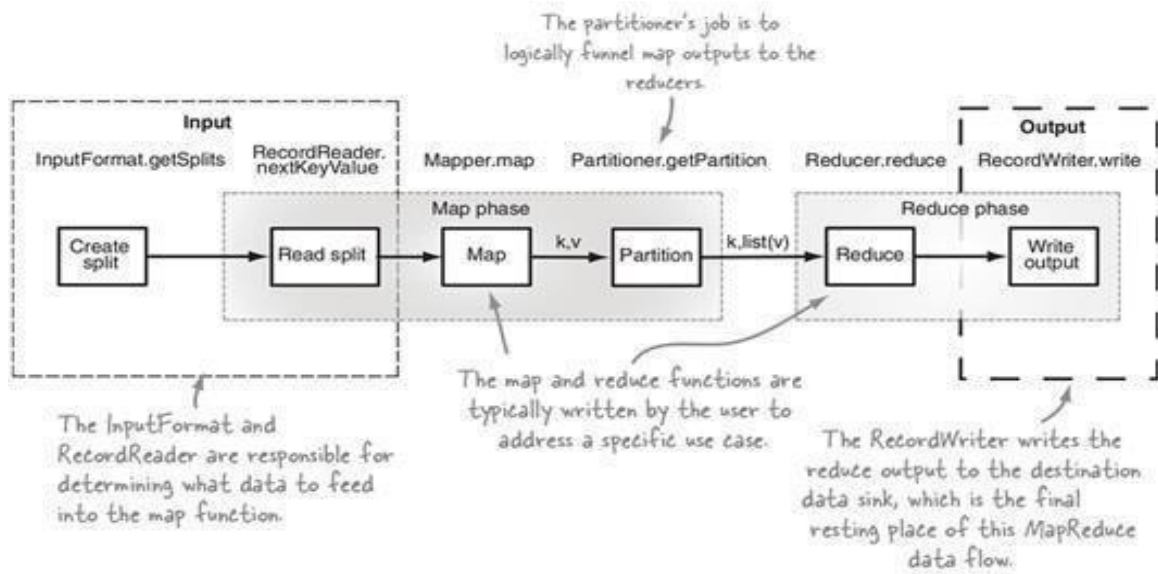 The partitioner's job is to
logically funnel map outputs to the
reducers.
Input
Output
InputFormat.getSplits
RecordReader.
nextKeyValue
Mapper.map
Partitioner.getPartition
Reducer.reduce
RecordWriter.write
Map phase
Reduce phase
Create
split
Read split
Map
k,v
Partition
k,list(v)
Reduce
Write
output
The InputFormat and
RecordReader are responsible for
determining what data to feed
into the map function.
The map and reduce functions are
typically written by the user to
address a specific use case.
The RecordWriter writes the
reduce output to the destination
data sink, which is the final
resting place of this MapReduce
data flow.